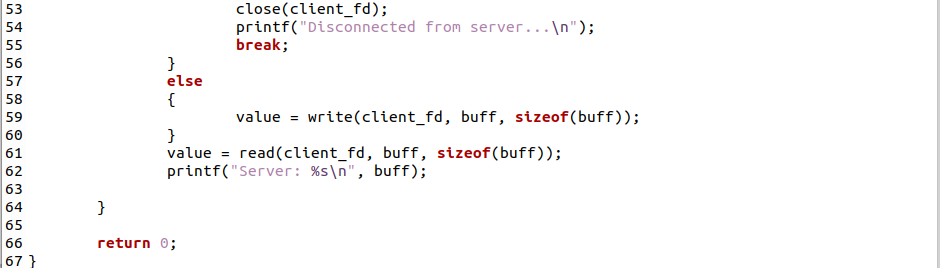 53                         close(client_fd);
54                         printf("Disconnected from server...\n");
55                         break;
56                 }
57                 else
58                 {
59                         value = write(client_fd, buff, sizeof(buff));
60                 }
61                 value = read(client_fd, buff, sizeof(buff));
62                 printf("Server: %s\n", buff);
63
64         }
65
66         return 0;
67 }